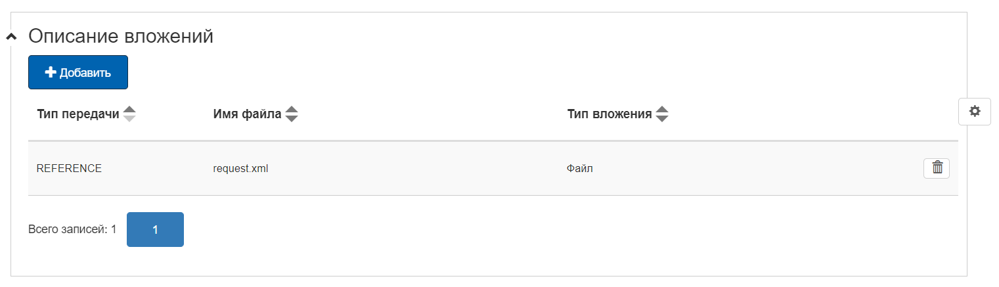 Описание вложений
Добавить
Тип передачи Имя файла Тип вложения
REFERENCE request.xml Файл
Всего записей: 1 1